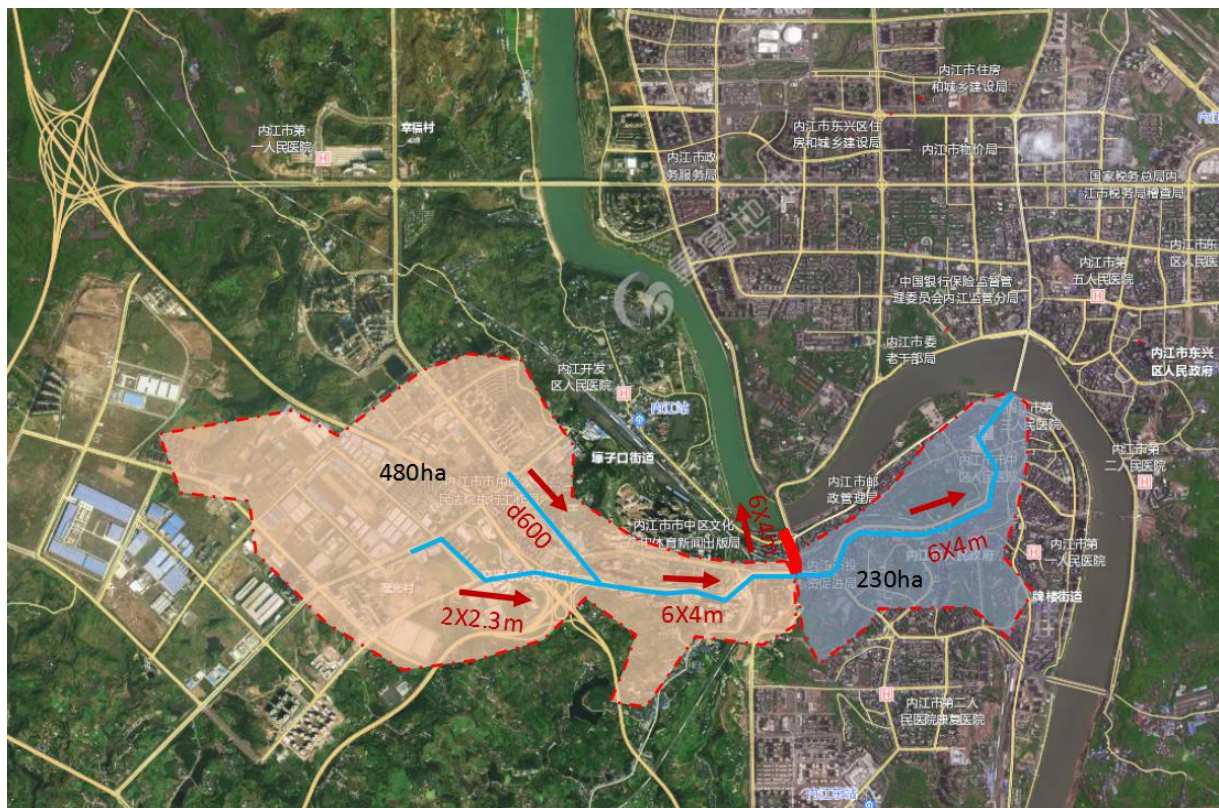 内江市住房
和城乡建设局
内江市第
一人民医院
幸福村
内江市东兴区住
房和城乡建设局
内江市物价局
内江市政
务服务局
国家税务总局内
江市税务局稽查局
内江市东
区人民医
内江市第
五人民医院
中国银行保险监督管
理委员会内江监管分局
内江市委
老干部局
内江市东兴
区人民政府
内江开发
区人民医院
内江站
壕子口街道
内江市第
三人民医院
内江市第
二人民医院
480ha
内江市邮
政管理局
d600
内江市市中区文化
体育新闻出版局
6X4m
6X4m
内江市第
一人民医院
230ha
牌楼街道
2X2.3m
6X4m
内江市第二人
民医院康复医院
内江东站